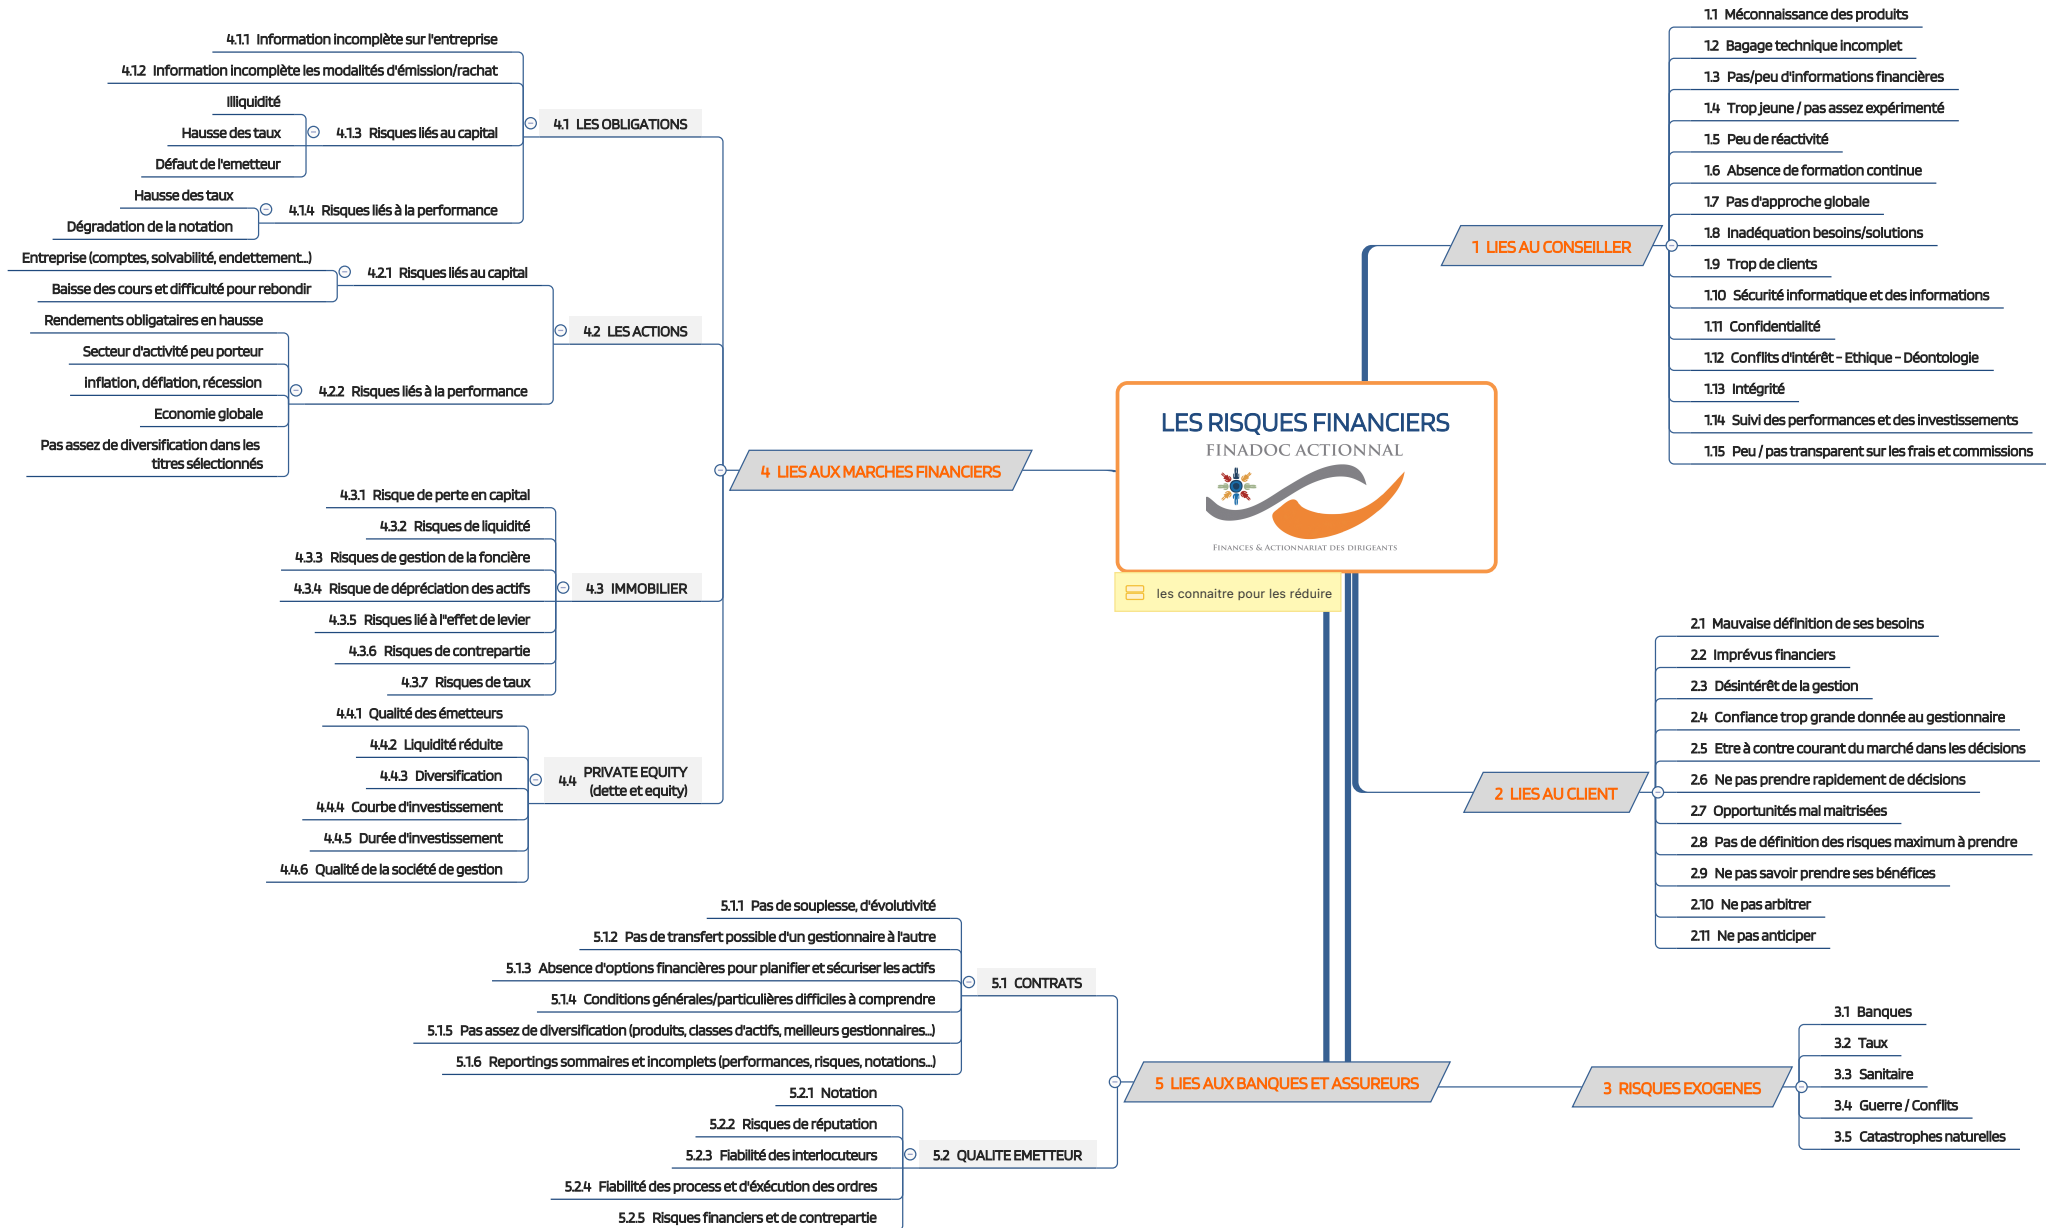 LES RISQUES FINANCIERS
FINADOC ACTIONNAL
FINANCES & ACTIONNARIAT DES DIRIGEANTS
les connaitre pour les réduire
1 LIES AU CONSEILLER
1.1 Méconnaissance des produits
1.2 Bagage technique incomplet
1.3 Pas/peu d'informations financières
1.4 Trop jeune / pas assez expérimenté
1.5 Peu de réactivité
1.6 Absence de formation continue
1.7 Pas d'approche globale
1.8 Inadéquation besoins/solutions
1.9 Trop de clients
1.10 Sécurité informatique et des informations
1.11 Confidentialité
1.12 Conflits d'intérêt - Ethique - Déontologie
1.13 Intégrité
1.14 Suivi des performances et des investissements
1.15 Peu / pas transparent sur les frais et commissions
2 LIES AU CLIENT
2.1 Mauvaise définition de ses besoins
2.2 Imprévus financiers
2.3 Désintérêt de la gestion
2.4 Confiance trop grande donnée au gestionnaire
2.5 Etre à contre courant du marché dans les décisions
2.6 Ne pas prendre rapidement de décisions
2.7 Opportunités mal maitrisées
2.8 Pas de définition des risques maximum à prendre
2.9 Ne pas savoir prendre ses bénéfices
2.10 Ne pas arbitrer
2.11 Ne pas anticiper
3 RISQUES EXOGENES
3.1 Banques
3.2 Taux
3.3 Sanitaire
3.4 Guerre / Conflits
3.5 Catastrophes naturelles
4 LIES AUX MARCHES FINANCIERS
4.1 LES OBLIGATIONS
4.1.1 Information incomplète sur l'entreprise
4.1.2 Information incomplète les modalités d'émission/rachat
4.1.3 Risques liés au capital
Illiquidité
Hausse des taux
Défaut de l'emetteur
4.1.4 Risques liés à la performance
Hausse des taux
Dégradation de la notation
4.2 LES ACTIONS
4.2.1 Risques liés au capital
Entreprise (comptes, solvabilité, endettement...)
Baisse des cours et difficulté pour rebondir
4.2.2 Risques liés à la performance
Rendements obligataires en hausse
Secteur d'activité peu porteur
inflation, déflation, récession
Economie globale
Pas assez de diversification dans les
titres sélectionnés
4.3 IMMOBILIER
4.3.1 Risque de perte en capital
4.3.2 Risques de liquidité
4.3.3 Risques de gestion de la foncière
4.3.4 Risque de dépréciation des actifs
4.3.5 Risques lié à l''effet de levier
4.3.6 Risques de contrepartie
4.3.7 Risques de taux
4.4 PRIVATE EQUITY
(dette et equity)
4.4.1 Qualité des émetteurs
4.4.2 Liquidité réduite
4.4.3 Diversification
4.4.4 Courbe d'investissement
4.4.5 Durée d'investissement
4.4.6 Qualité de la société de gestion
5 LIES AUX BANQUES ET ASSUREURS
5.1 CONTRATS
5.1.1 Pas de souplesse, d'évolutivité
5.1.2 Pas de transfert possible d'un gestionnaire à l'autre
5.1.3 Absence d'options financières pour planifier et sécuriser les actifs
5.1.4 Conditions générales/particulières difficiles à comprendre
5.1.5 Pas assez de diversification (produits, classes d'actifs, meilleurs gestionnaires...)
5.1.6 Reportings sommaires et incomplets (performances, risques, notations...)
5.2 QUALITE EMETTEUR
5.2.1 Notation
5.2.2 Risques de réputation
5.2.3 Fiabilité des interlocuteurs
5.2.4 Fiabilité des process et d'éxécution des ordres
5.2.5 Risques financiers et de contrepartie